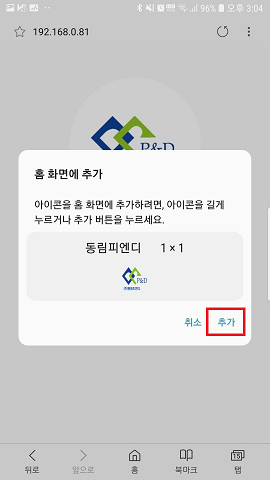 96% 오후 3:04
192.168.0.81
P&D
홈 화면에 추가
아이콘을 홈 화면에 추가하려면, 아이콘을 길게
누르거나 추가 버튼을 누르세요.
동림피엔디 1 × 1
P&D
취소 추가
뒤로 앞으로 홈 북마크 탭